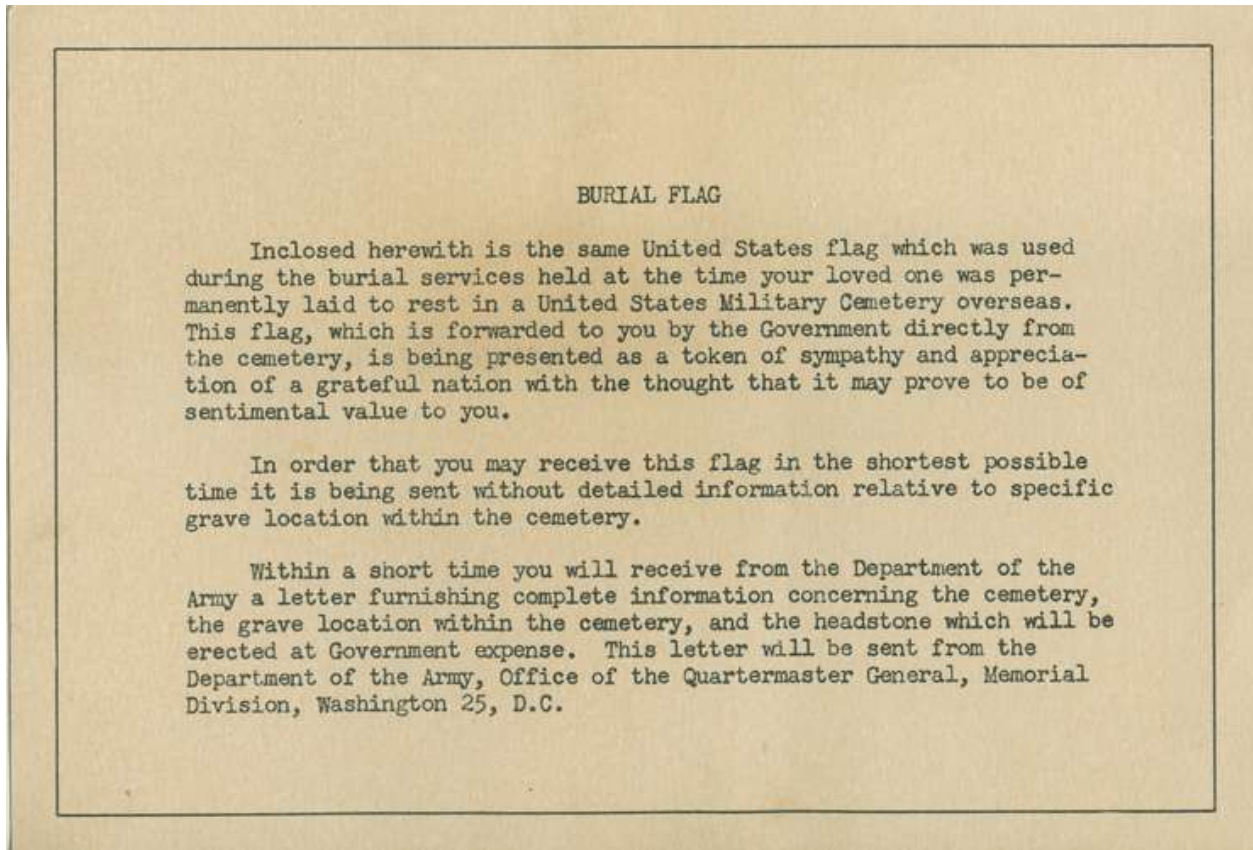 BURIAL FLAG
Inclosed herewith is the same United States flag which was used
during the burial services held at the time your loved one was per-
manently laid to rest in a United States Military Cemetery overseas.
This flag, which is forwarded to you by the Government directly from
the cemetery, is being presented as a token of sympathy and apprecia-
tion of a grateful nation with the thought that it may prove to be of
sentimental value to you.
In order that you may receive this flag in the shortest possible
time it is being sent without detailed information relative to specific
grave location within the cemetery.
Within a short time you will receive from the Department of the
Army a letter furnishing complete information concerning the cemetery,
the grave location within the cemetery, and the headstone which will be
erected at Government expense. This letter will be sent from the
Department of the Army, Office of the Quartermaster General, Memorial
Division, Washington 25, D.C.